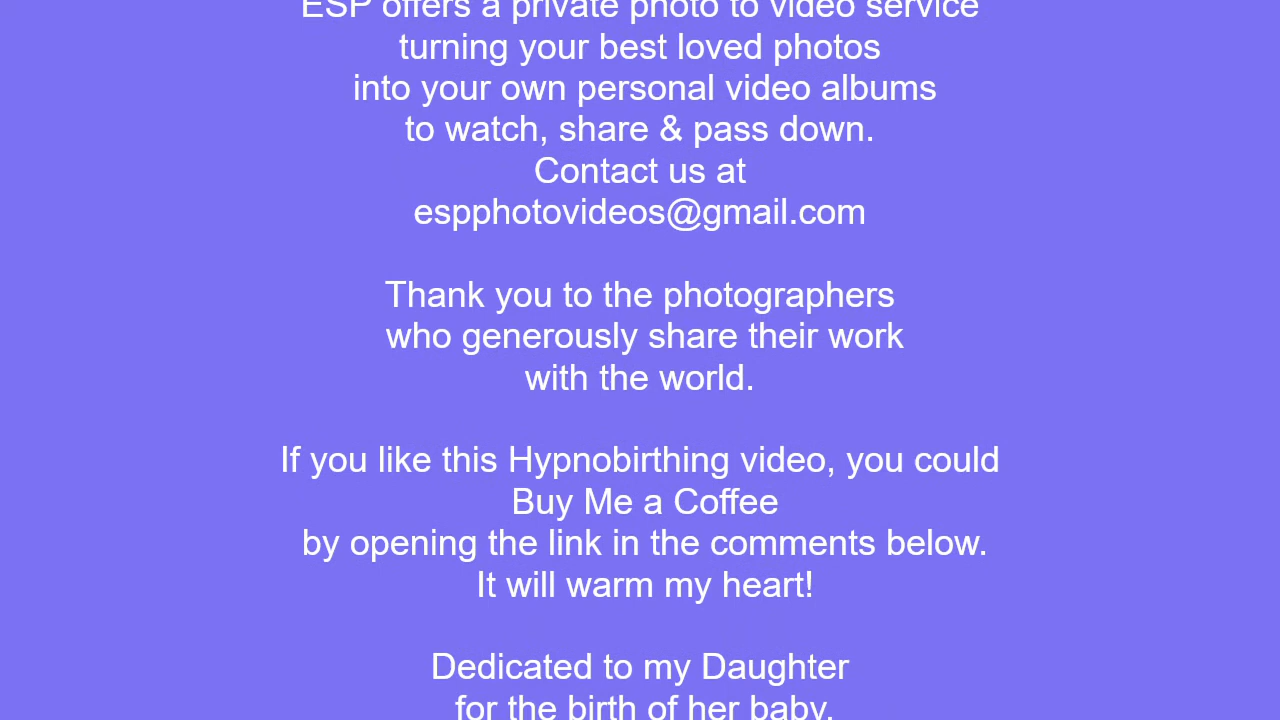 ESP offers a private photo to video service
turning your best loved photos
into your own personal video albums
to watch, share & pass down.
Contact us at
espphotovideos@gmail.com
Thank you to the photographers
who generously share their work
with the world.
If you like this Hypnobirthing video, you could
Buy Me a Coffee
by opening the link in the comments below.
It will warm my heart!
Dedicated to my Daughter
for the birth of her baby.